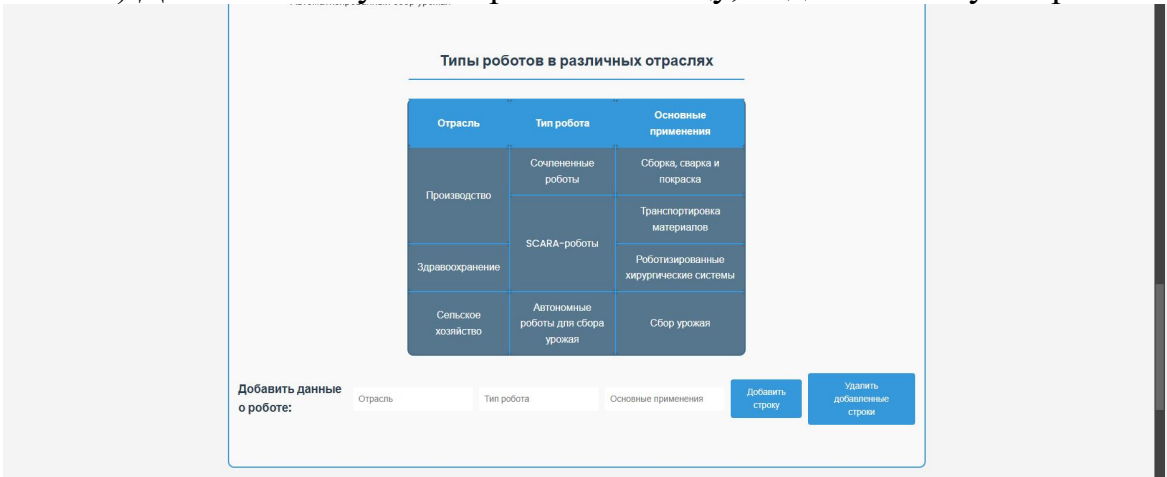 Типы роботов в различных отраслях
Отрасль
Тип робота
Основные
применения
Производство
Сочлененные
роботы
Сборка, сварка и
покраска
SCARA-роботы
Транспортировка
материалов
Здравоохранение
Роботизированные
хирургические системы
Сельское
хозяйство
Автономные
роботы для сбора
урожая
Сбор урожая
Добавить данные
о роботе:
Отрасль
Тип робота
Основные применения
Добавить
строку
Удалить
добавленные
строки